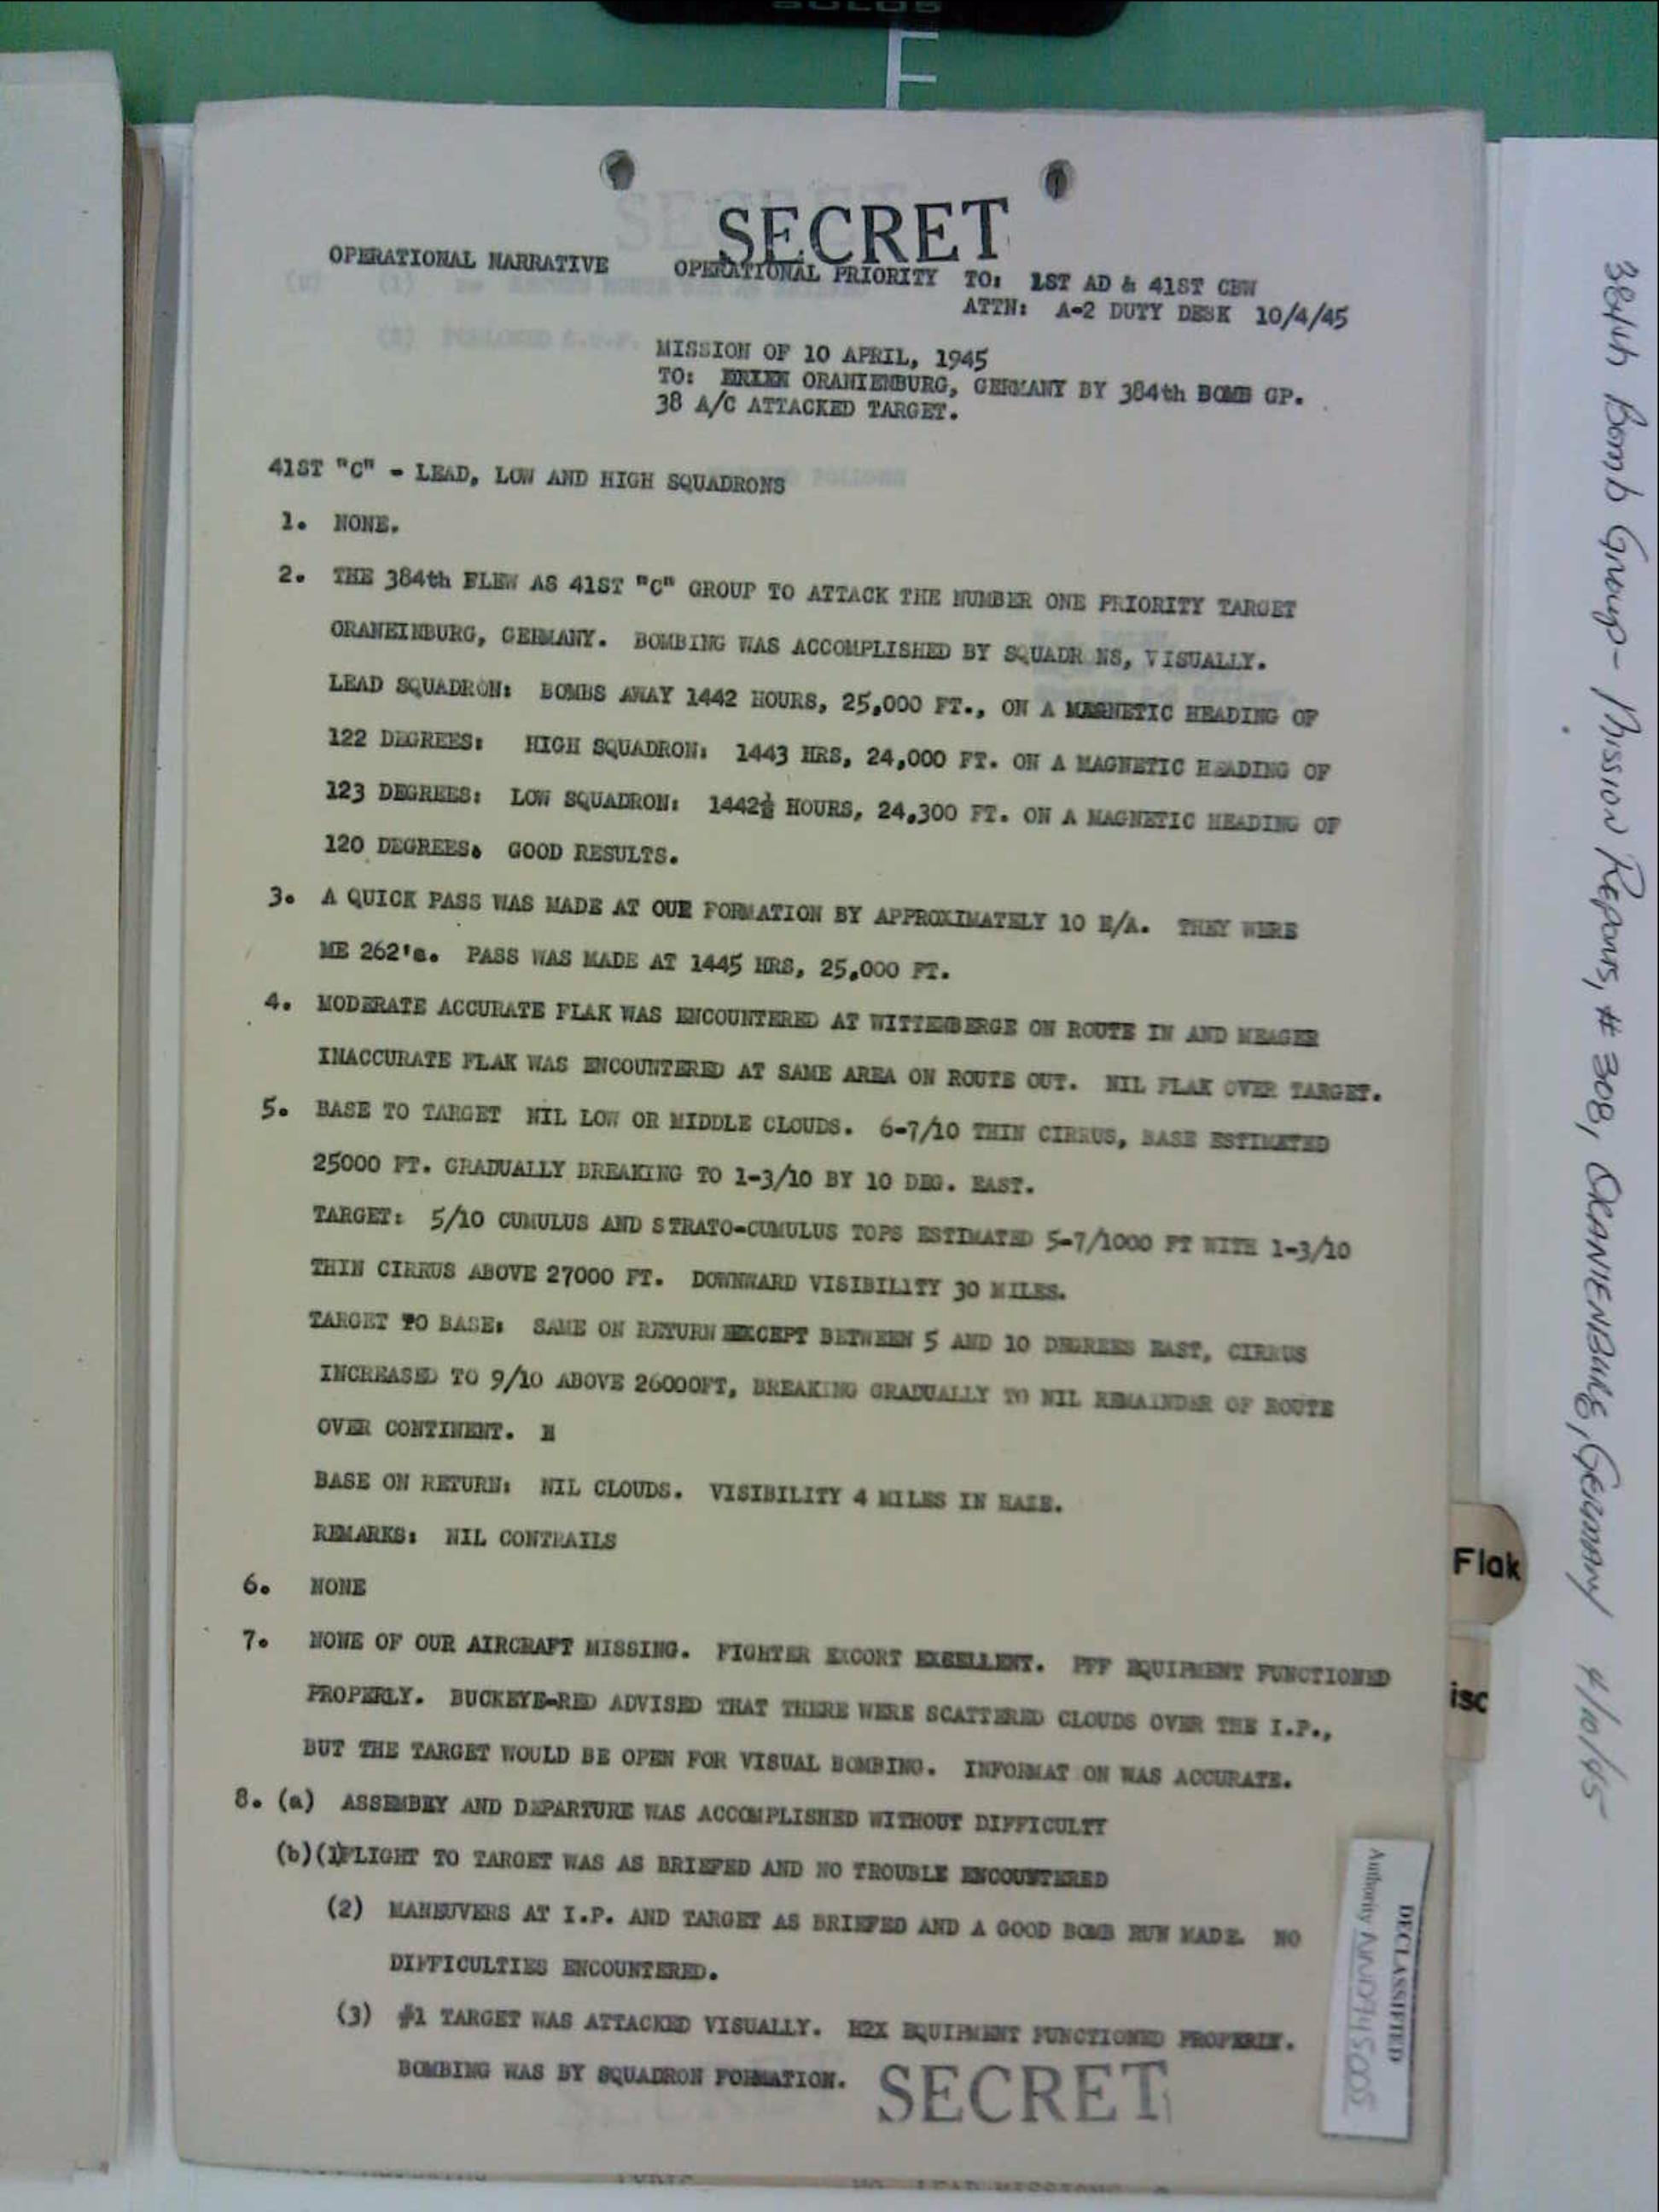 SECRET
OPERATIONAL NARRATIVE OPERATIONAL PRIORITY TO: 1ST AD & 41ST CBW
ATTN: A-2 DUTY DESK 10/4/45
MISSION OF 10 APRIL, 1945
TO: ORANIENBURG, GERMANY BY 384th BOMB GP.
38 A/C ATTACKED TARGET.
41ST "C" - LEAD, LOW AND HIGH SQUADRONS
1. NONE.
2. THE 384th FLEW AS 41ST "C" GROUP TO ATTACK THE NUMBER ONE PRIORITY TARGET
ORANEINBURG, GERMANY. BOMBING WAS ACCOMPLISHED BY SQUADR NS, VISUALLY.
LEAD SQUADRON: BOMBS AWAY 1442 HOURS, 25,000 FT., ON A MAGNETIC HEADING OF
122 DEGREES: HIGH SQUADRON: 1443 HRS, 24,000 FT. ON A MAGNETIC HEADING OF
123 DEGREES: LOW SQUADRON: 1442½ HOURS, 24,300 FT. ON A MAGNETIC HEADING OF
120 DEGREES. GOOD RESULTS.
3. A QUICK PASS WAS MADE AT OUR FORMATION BY APPROXIMATELY 10 E/A. THEY WERE
ME 262's. PASS WAS MADE AT 1445 HRS, 25,000 FT.
4. MODERATE ACCURATE FLAK WAS ENCOUNTERED AT WITTENBERGE ON ROUTE IN AND MEAGER
INACCURATE FLAK WAS ENCOUNTERED AT SAME AREA ON ROUTE OUT. NIL FLAK OVER TARGET.
5. BASE TO TARGET NIL LOW OR MIDDLE CLOUDS. 6-7/10 THIN CIRRUS, BASE ESTIMATED
25000 FT. GRADUALLY BREAKING TO 1-3/10 BY 10 DEG. EAST.
TARGET: 5/10 CUMULUS AND STRATO-CUMULUS TOPS ESTIMATED 5-7/1000 FT WITH 1-3/10
THIN CIRRUS ABOVE 27000 FT. DOWNWARD VISIBILITY 30 MILES.
TARGET TO BASE: SAME ON RETURN EXCEPT BETWEEN 5 AND 10 DEGREES EAST, CIRRUS
INCREASED TO 9/10 ABOVE 26000FT, BREAKING GRADUALLY TO NIL REMAINDER OF ROUTE
OVER CONTINENT.
BASE ON RETURN: NIL CLOUDS. VISIBILITY 4 MILES IN HAZE.
REMARKS: NIL CONTRAILS
6. NONE
7. NONE OF OUR AIRCRAFT MISSING. FIGHTER EXCORT EXSELLENT. PFF EQUIPMENT FUNCTIONED
PROPERLY. BUCKEYE-RED ADVISED THAT THERE WERE SCATTERED CLOUDS OVER THE I.P.,
BUT THE TARGET WOULD BE OPEN FOR VISUAL BOMBING. INFORMAT ON WAS ACCURATE.
8. (a) ASSEMBLY AND DEPARTURE WAS ACCOMPLISHED WITHOUT DIFFICULTY
(b)(1)FLIGHT TO TARGET WAS AS BRIEFED AND NO TROUBLE ENCOUNTERED
(2) MANEUVERS AT I.P. AND TARGET AS BRIEFED AND A GOOD BOMB RUN MADE. NO
DIFFICULTIES ENCOUNTERED.
(3) #1 TARGET WAS ATTACKED VISUALLY. H2X EQUIPMENT FUNCTIONED PROPERLY.
BOMBING WAS BY SQUADRON FORMATION.
SECRET
Flak
isc
DECLASSIFIED
Authority NND 745005
384th Bomb Group - Mission Reports, # 308, ORANIENBURG, GERMANY 4/10/45